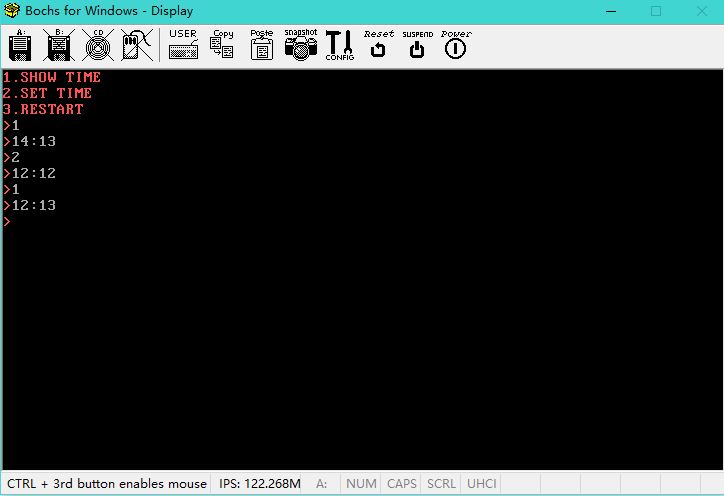 Bochs for Windows - Display
A: B: CD USER Copy Paste snapshot CONFIG Reset SUSPEND Power
1.SHOW TIME
2.SET TIME
3.RESTART
>1
>14:13
>2
>12:12
>1
>12:13
>
CTRL + 3rd button enables mouse IPS: 122.268M A: NUM CAPS SCRL UHCI